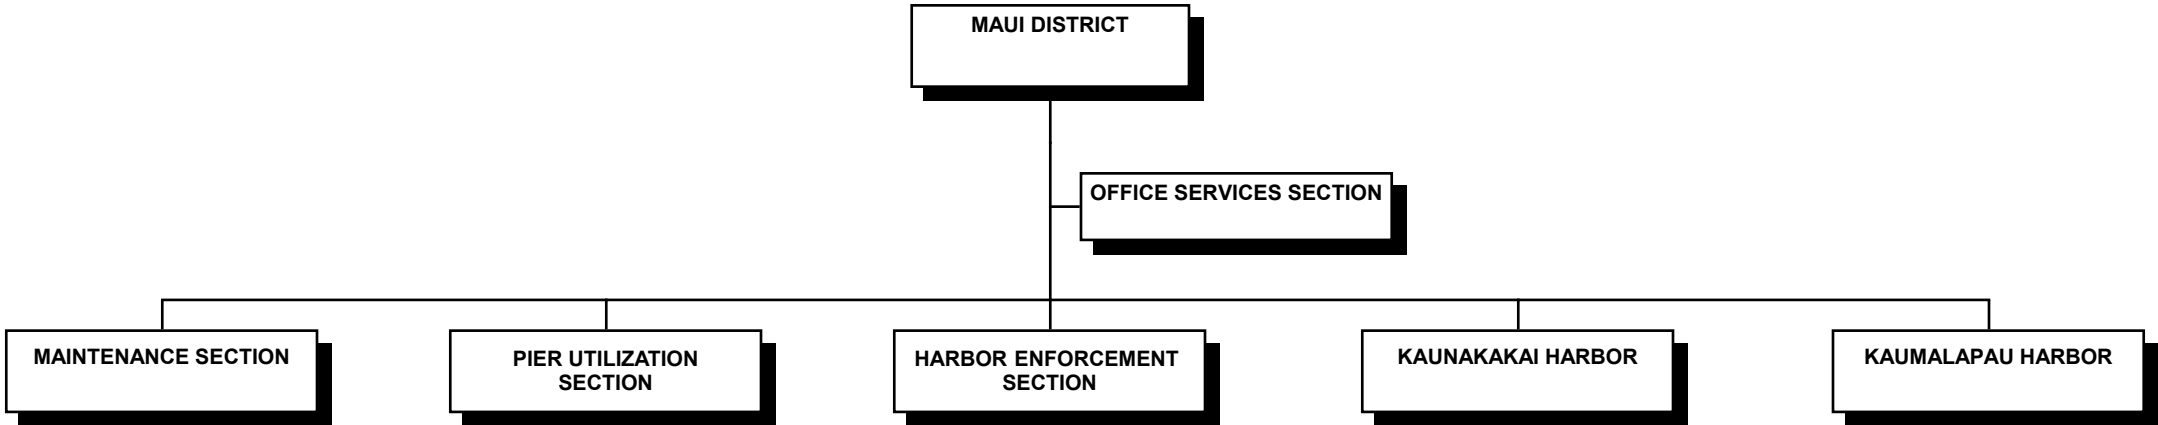 MAUI DISTRICT
OFFICE SERVICES SECTION
MAINTENANCE SECTION
PIER UTILIZATION
SECTION
HARBOR ENFORCEMENT
SECTION
KAUNAKAKAI HARBOR
KAUMALAPAU HARBOR